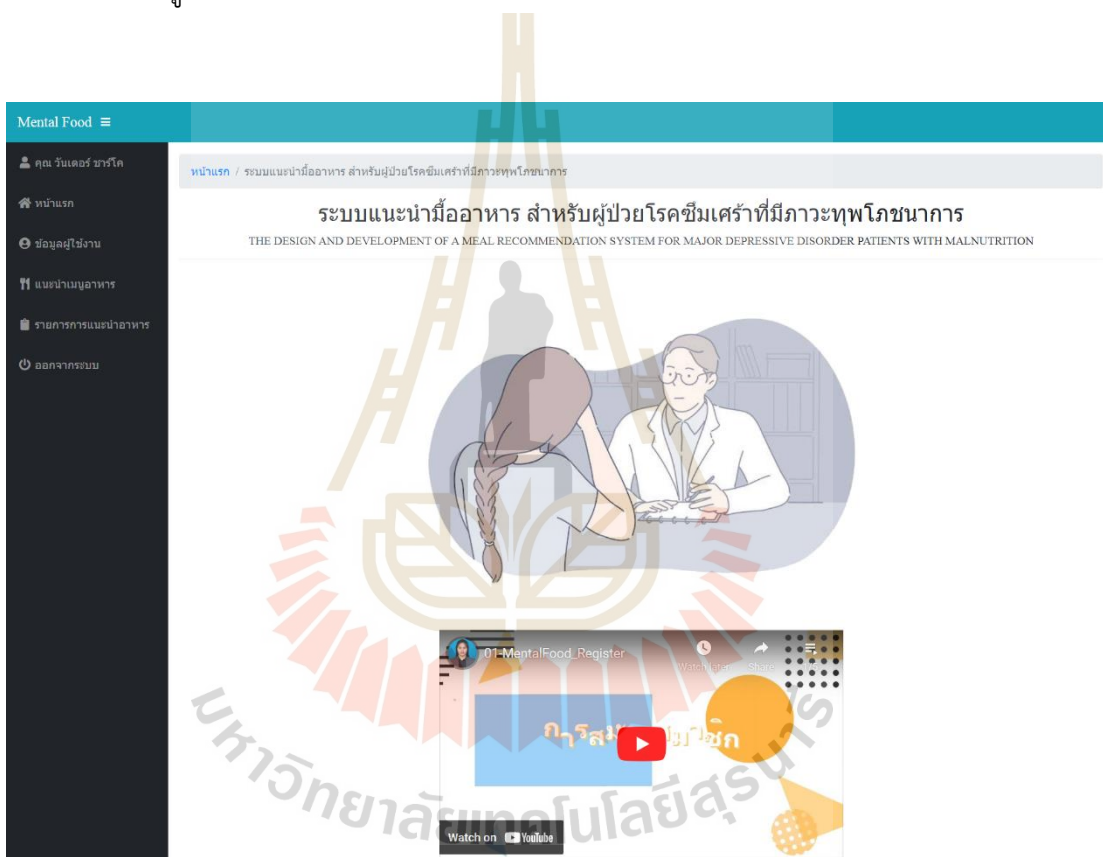 Mental Food
คุณ วันเตอร์ ชาร์โค
หน้าแรก
ข้อมูลผู้ใช้งาน
แนะนำเมนูอาหาร
รายการการแนะนำอาหาร
ออกจากระบบ
หน้าแรก / ระบบแนะนำมื้ออาหาร สำหรับผู้ป่วยโรคซึมเศร้าที่มีภาวะทุพโภชนาการ
ระบบแนะนำมื้ออาหาร สำหรับผู้ป่วยโรคซึมเศร้าที่มีภาวะทุพโภชนาการ
THE DESIGN AND DEVELOPMENT OF A MEAL RECOMMENDATION SYSTEM FOR MAJOR DEPRESSIVE DISORDER PATIENTS WITH MALNUTRITION
01-MentalFood_Register
Watch later
Share
Watch on YouTube